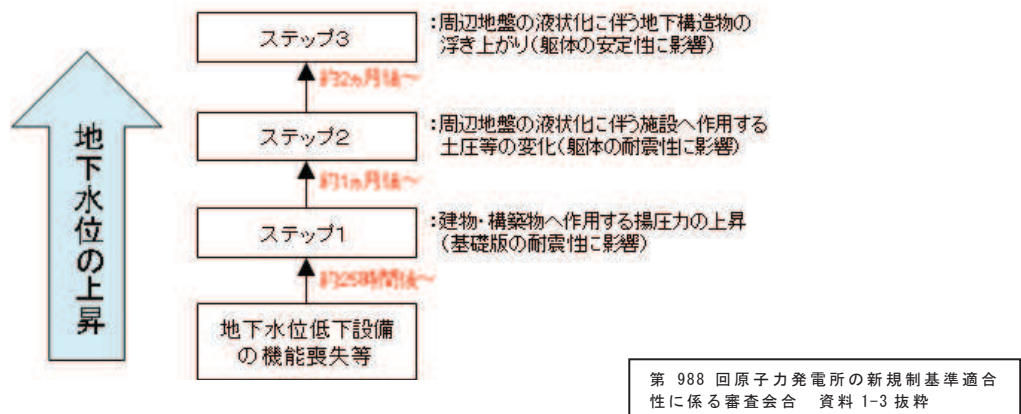 ステップ3
:周辺地盤の液状化に伴う地下構造物の
浮き上がり(躯体の安定性に影響)
約2ヵ月後～
ステップ2
:周辺地盤の液状化に伴う施設へ作用する
土圧等の変化(躯体の耐震性に影響)
約1ヵ月後～
ステップ1
:建物・構築物へ作用する揚圧力の上昇
(基礎版の耐震性に影響)
約25時間後～
地下水位低下設備
の機能喪失等
地下水位の上昇
第 988 回原子力発電所の新規制基準適合
性に係る審査会合 資料 1-3 抜粋